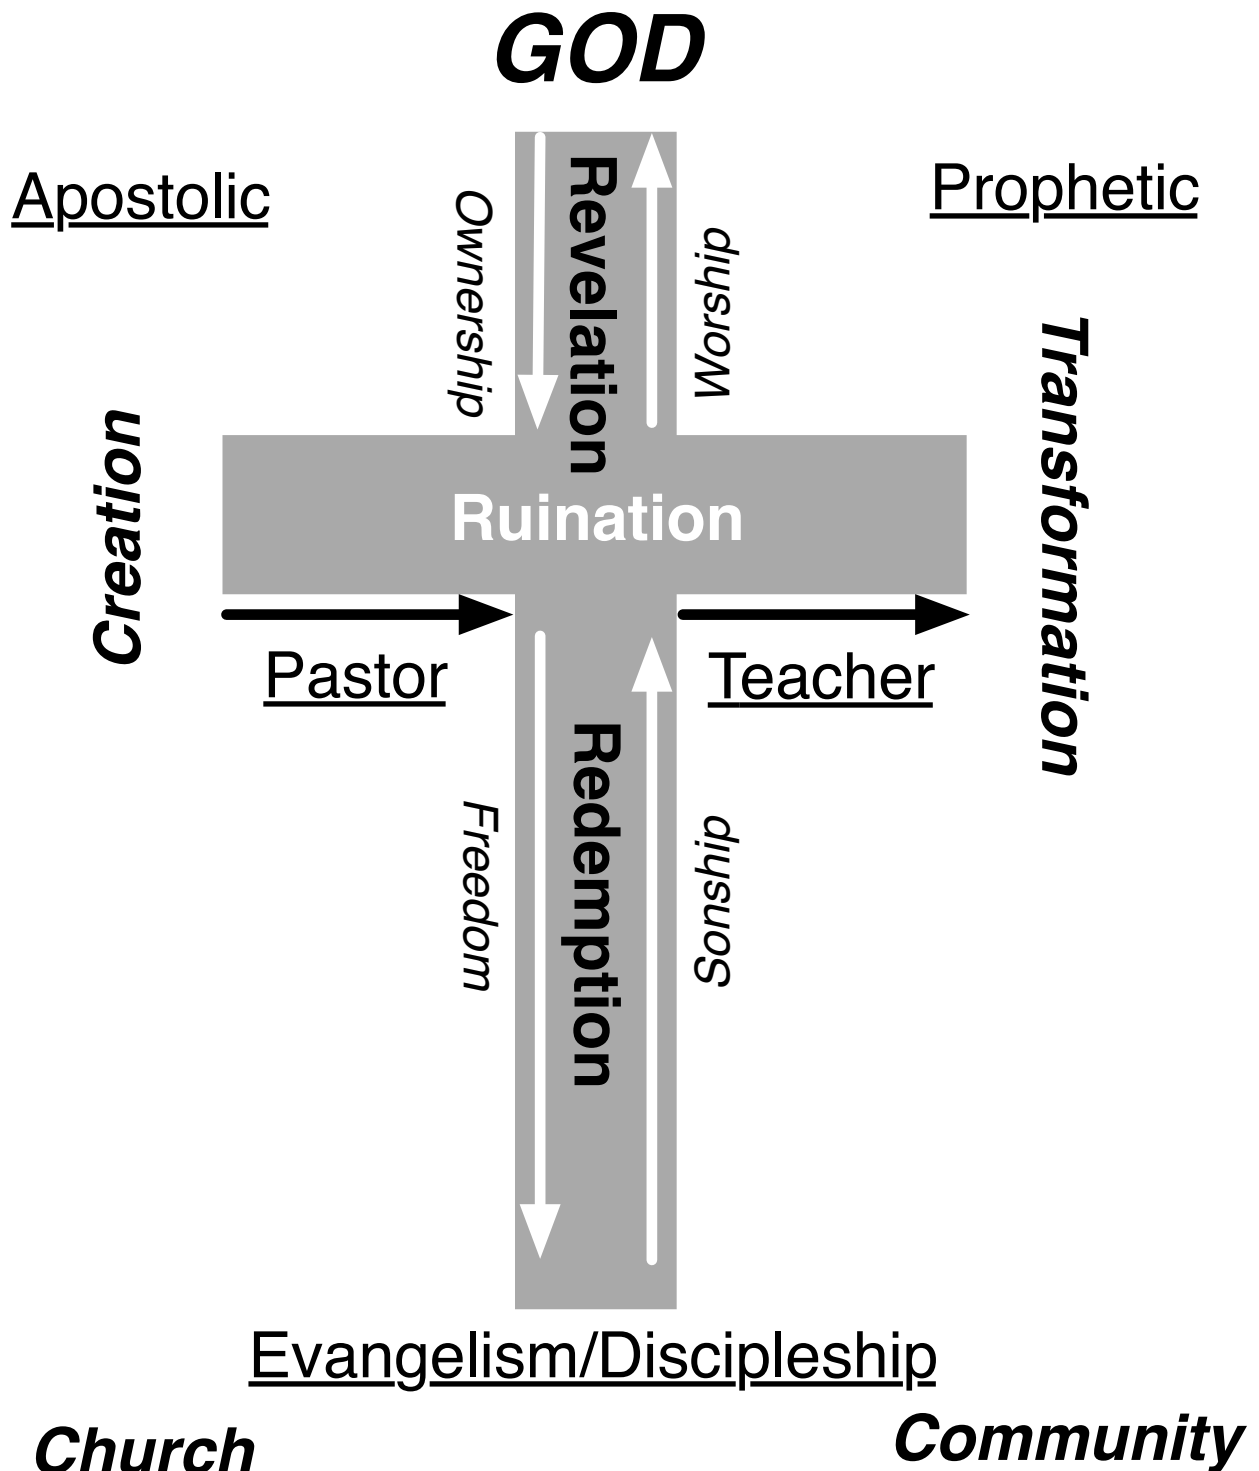 GOD
Apostolic
Prophetic
Ownership
Revelation
Worship
Creation
Transformation
Ruination
Pastor
Teacher
Freedom
Redemption
Sonship
Evangelism/Discipleship
Church
Community